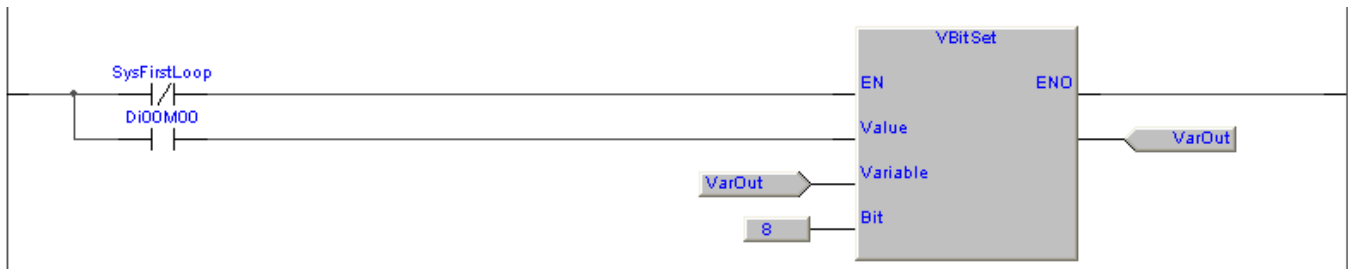 VBitSet
SysFirstLoop
EN ENO
Di00M00
Value
VarOut
Variable
VarOut
Bit
8